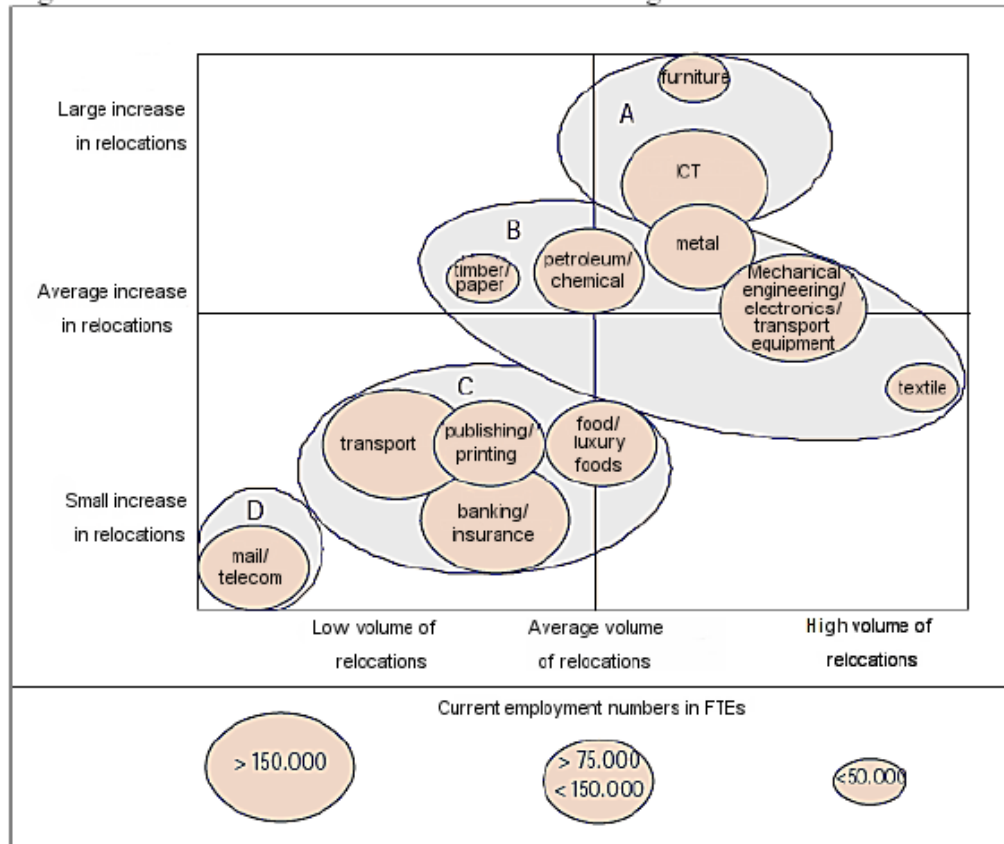 Large increase
in relocations
furniture
A
ICT
B
metal
petroleum/
chemical
timber/
paper
Average increase
in relocations
Mechanical
engineering/
electronics/
transport
equipment
textile
C
transport
publishing/
printing
food/
luxury
foods
Small increase
in relocations
banking/
insurance
D
mail/
telecom
Low volume of
relocations
Average volume
of relocations
High volume of
relocations
Current employment numbers in FTEs
> 150.000
> 75.000
< 150.000
<50.000